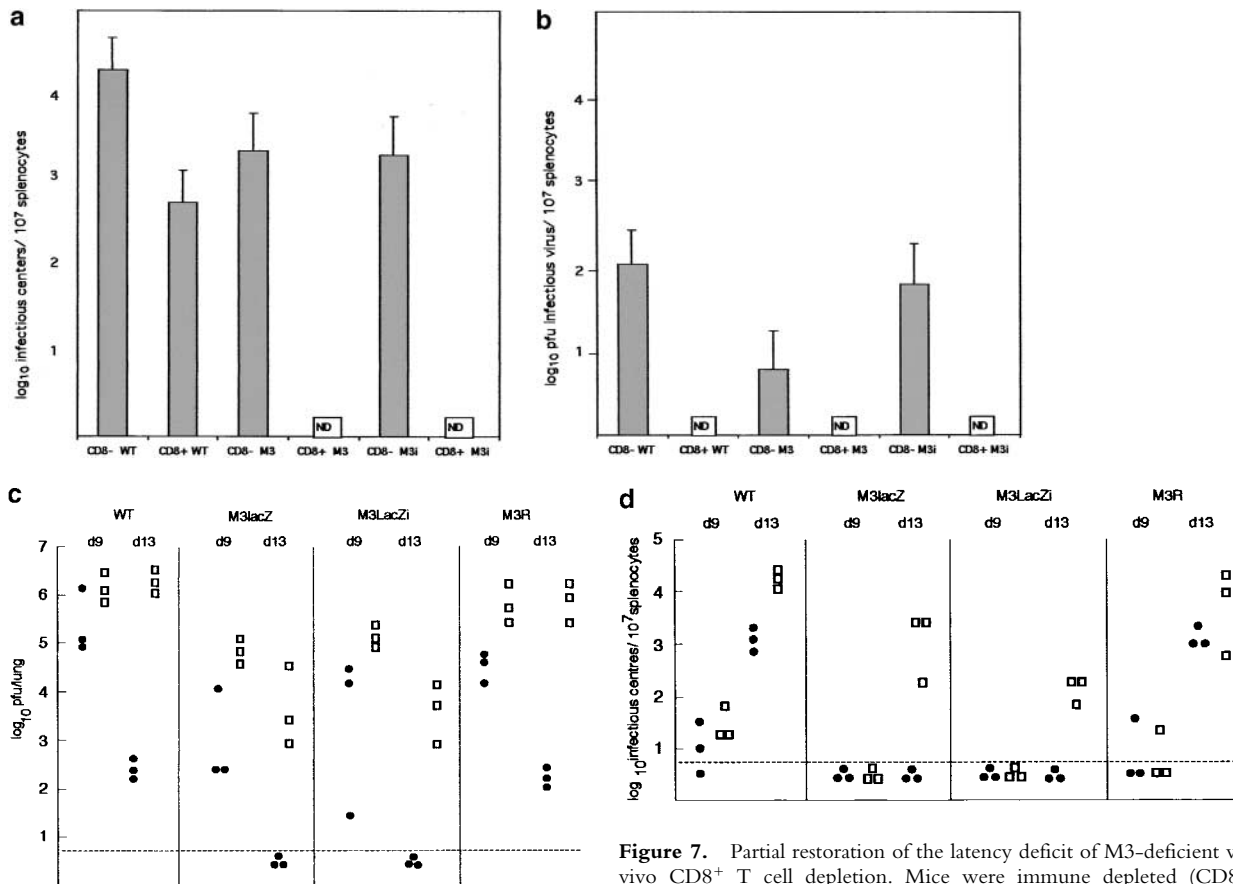 a
log10 infectious centers/ 10^7 splenocytes
4
3
2
1
ND
ND
CD8- WT CD8+ WT CD8- M3 CD8+ M3 CD8- M3i CD8+ M3i
b
log10 pfu infectious virus/ 10^7 splenocytes
4
3
2
1
ND
ND
ND
CD8- WT CD8+ WT CD8- M3 CD8+ M3 CD8- M3i CD8+ M3i
c
WT M3lacZ M3LacZi M3R
d9 d13 d9 d13 d9 d13 d9 d13
log10 pfu/lung
7
6
5
4
3
2
1
d
WT M3lacZ M3LacZi M3R
d9 d13 d9 d13 d9 d13 d9 d13
log 10 infectious centres/ 10^7 splenocytes
5
4
3
2
1
Figure 7. Partial restoration of the latency deficit of M3-deficient v
vivo CD8+ T cell depletion. Mice were immune depleted (CD8